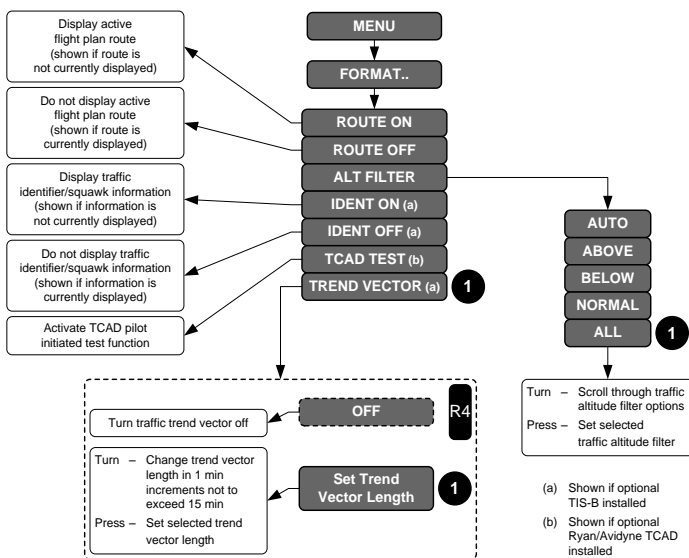 Display active
flight plan route
(shown if route is
not currently displayed)
Do not display active
flight plan route
(shown if route is
currently displayed)
Display traffic
identifier/squawk information
(shown if information is
not currently displayed)
Do not display traffic
identifier/squawk information
(shown if information is
currently displayed)
Activate TCAD pilot
initiated test function
MENU
FORMAT..
ROUTE ON
ROUTE OFF
ALT FILTER
IDENT ON (a)
IDENT OFF (a)
TCAD TEST (b)
TREND VECTOR (a)
1
AUTO
ABOVE
BELOW
NORMAL
ALL
1
Turn – Scroll through traffic
altitude filter options
Press – Set selected
traffic altitude filter
Turn traffic trend vector off
OFF
R4
Turn – Change trend vector
length in 1 min
increments not to
exceed 15 min
Press – Set selected trend
vector length
Set Trend
Vector Length
1
(a) Shown if optional
TIS-B installed
(b) Shown if optional
Ryan/Avidyne TCAD
installed